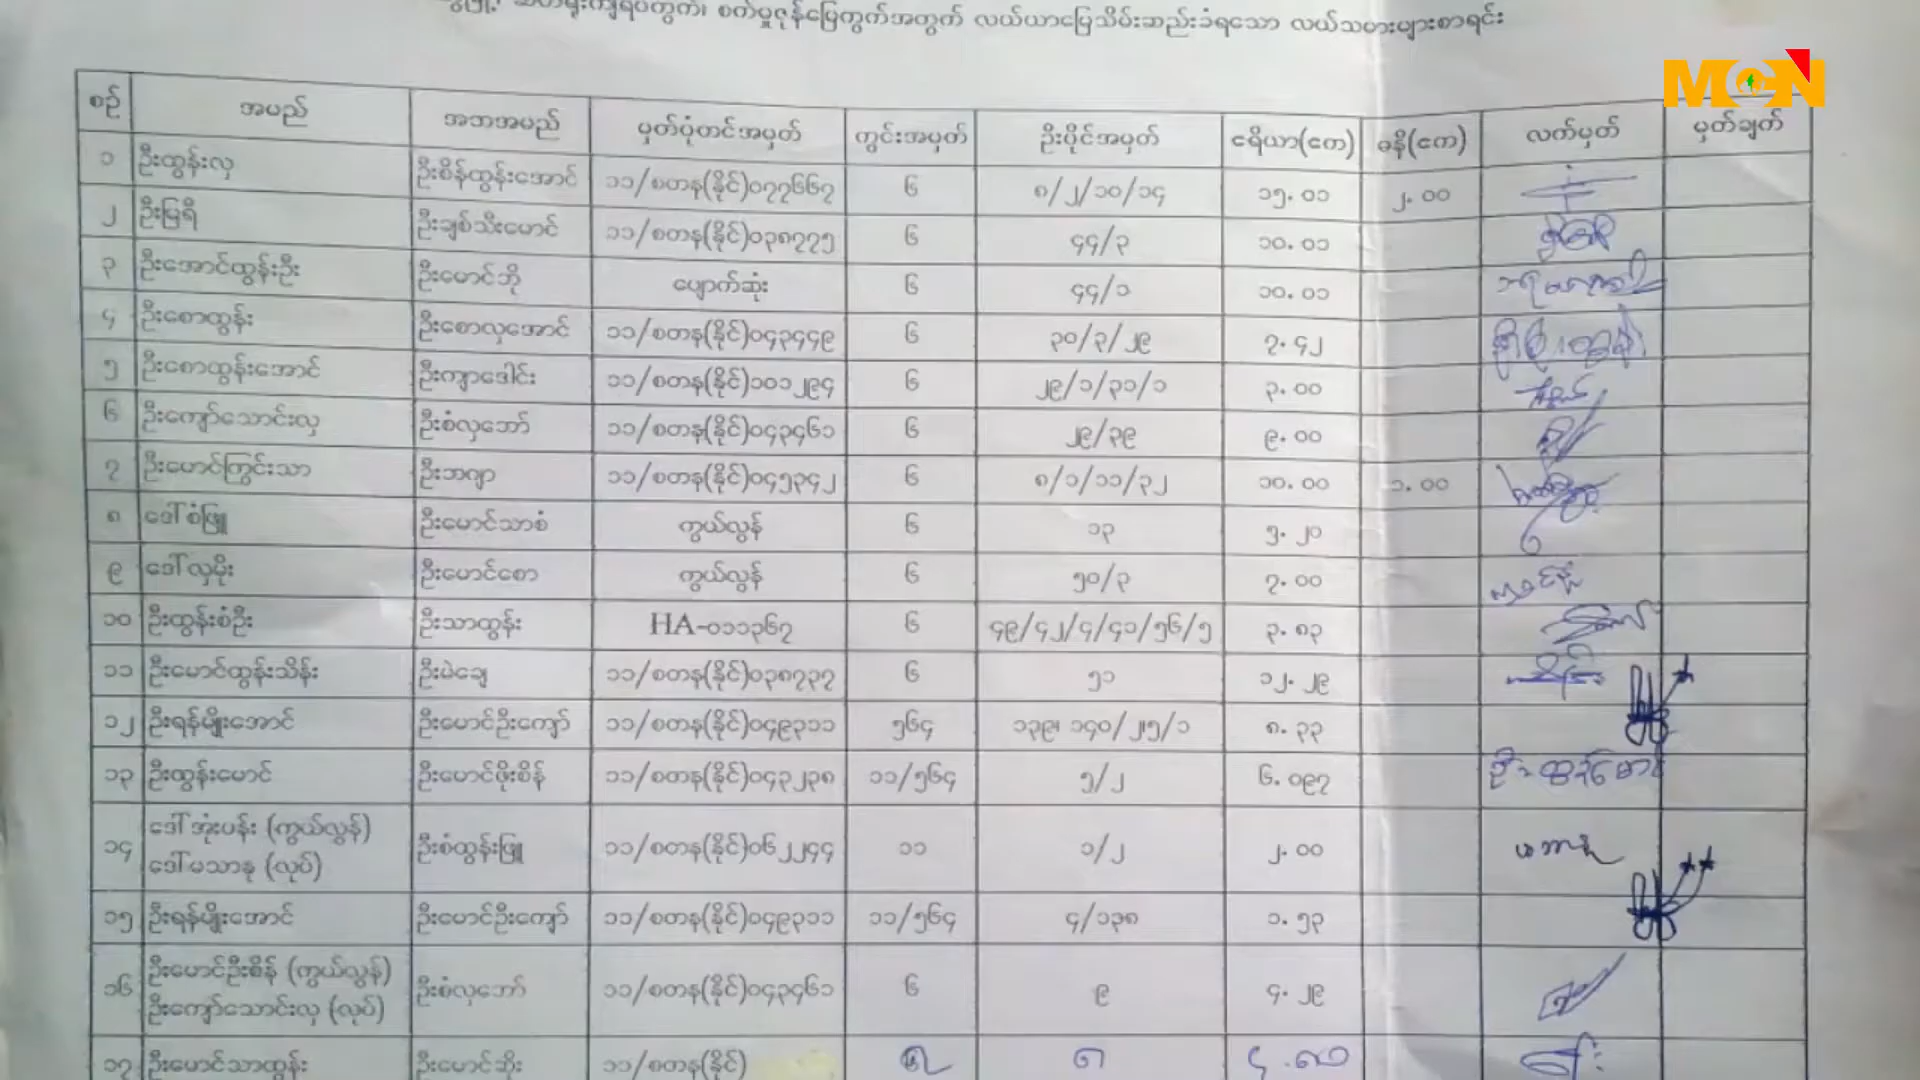 ဆီဟိုးကျေးရပ်ကွက်၊ စက်မှုဇုန်မြေကွက်အတွက် လယ်ယာမြေသိမ်းဆည်းခံရသော လယ်သမားများစာရင်း
MON
စဉ် အပည် အဘအပည် မှတ်ပုံတင်အမှတ် ကွင်းအမှတ် ဦးပိုင်အမှတ် ဧရိယာ(ဧက) ဓနိ(ဧက) လက်မှတ် မှတ်ချက်
၁ ဦးထွန်းလှ ဦးစိန်ထွန်းအောင် ၁၁/စတန(နိုင်)၀၇၇၆၆၇ ၆ ၈/၂/၁၀/၁၄ ၁၅.၀၁ ၂.၀၀
၂ ဦးမြရိ ဦးချစ်သီးမောင် ၁၁/စတန(နိုင်)၀၃၈၇၇၅ ၆ ၄၄/၃ ၁၀.၀၁
၃ ဦးအောင်ထွန်းဦး ဦးမောင်ဘို ပျောက်ဆုံး ၆ ၄၄/၁ ၁၀.၀၁
၄ ဦးစောထွန်း ဦးစောလှအောင် ၁၁/စတန(နိုင်)၀၄၃၄၄၉ ၆ ၃၀/၃/၂၉ ၇.၄၂
၅ ဦးစောထွန်းအောင် ဦးကျာဒေါင်း ၁၁/စတန(နိုင်)၁၀၁၂၉၄ ၆ ၂၉/၁/၃၁/၁ ၃.၀၀
၆ ဦးကျော်သောင်းလှ ဦးစံလှဘော် ၁၁/စတန(နိုင်)၀၄၃၄၆၁ ၆ ၂၉/၃၉ ၉.၀၀
၇ ဦးမောင်ကြွင်းသာ ဦးဘဂျာ ၁၁/စတန(နိုင်)၀၄၅၃၄၂ ၆ ၈/၁/၁၁/၃၂ ၁၀.၀၀ ၁.၀၀
၈ ဒေါ်စံဖြူ ဦးမောင်သာစံ ကွယ်လွန် ၆ ၁၃ ၅.၂၀
၉ ဒေါ်လှမိုး ဦးမောင်စော ကွယ်လွန် ၆ ၅၀/၃ ၇.၀၀
၁၀ ဦးထွန်းစံဦး ဦးသာထွန်း HA-၀၁၁၃၆၇ ၆ ၄၉/၄၂/၄/၄၁/၅၆/၅ ၃.၈၃
၁၁ ဦးမောင်ထွန်းသိန်း ဦးမဲချေ ၁၁/စတန(နိုင်)၀၃၈၇၃၇ ၆ ၅၁ ၁၂.၂၉
၁၂ ဦးရန်မျိုးအောင် ဦးမောင်ဦးကျော် ၁၁/စတန(နိုင်)၀၄၉၃၁၁ ၅၆၄ ၁၃၉၊ ၁၄၀/၂၊၅/၁ ၈.၃၃
၁၃ ဦးထွန်းမောင် ဦးမောင်ဖိုးစိန် ၁၁/စတန(နိုင်)၀၄၃၂၃၈ ၁၁/၅၆၄ ၅/၂ ၆.၀၉၇ ဦးထွန်းမောင်
၁၄ ဒေါ်အုံးပန်း (ကွယ်လွန်) ဦးစံထွန်းဖြူ ၁၁/စတန(နိုင်)၀၆၂၂၄၄ ၁၁ ၁/၂ ၂.၀၀
ဒေါ်မသာနု (လုပ်)
၁၅ ဦးရန်မျိုးအောင် ဦးမောင်ဦးကျော် ၁၁/စတန(နိုင်)၀၄၉၃၁၁ ၁၁/၅၆၄ ၄/၁၃၈ ၁.၅၃
၁၆ ဦးမောင်ဦးစိန် (ကွယ်လွန်) ဦးစံလှဘော် ၁၁/စတန(နိုင်)၀၄၃၄၆၁ ၆ ၉ ၄.၂၉
ဦးကျော်သောင်းလှ (လုပ်)
၁၇ ဦးမောင်သာထွန်း ဦးမောင်ဆိုး ၁၁/စတန(နိုင်)